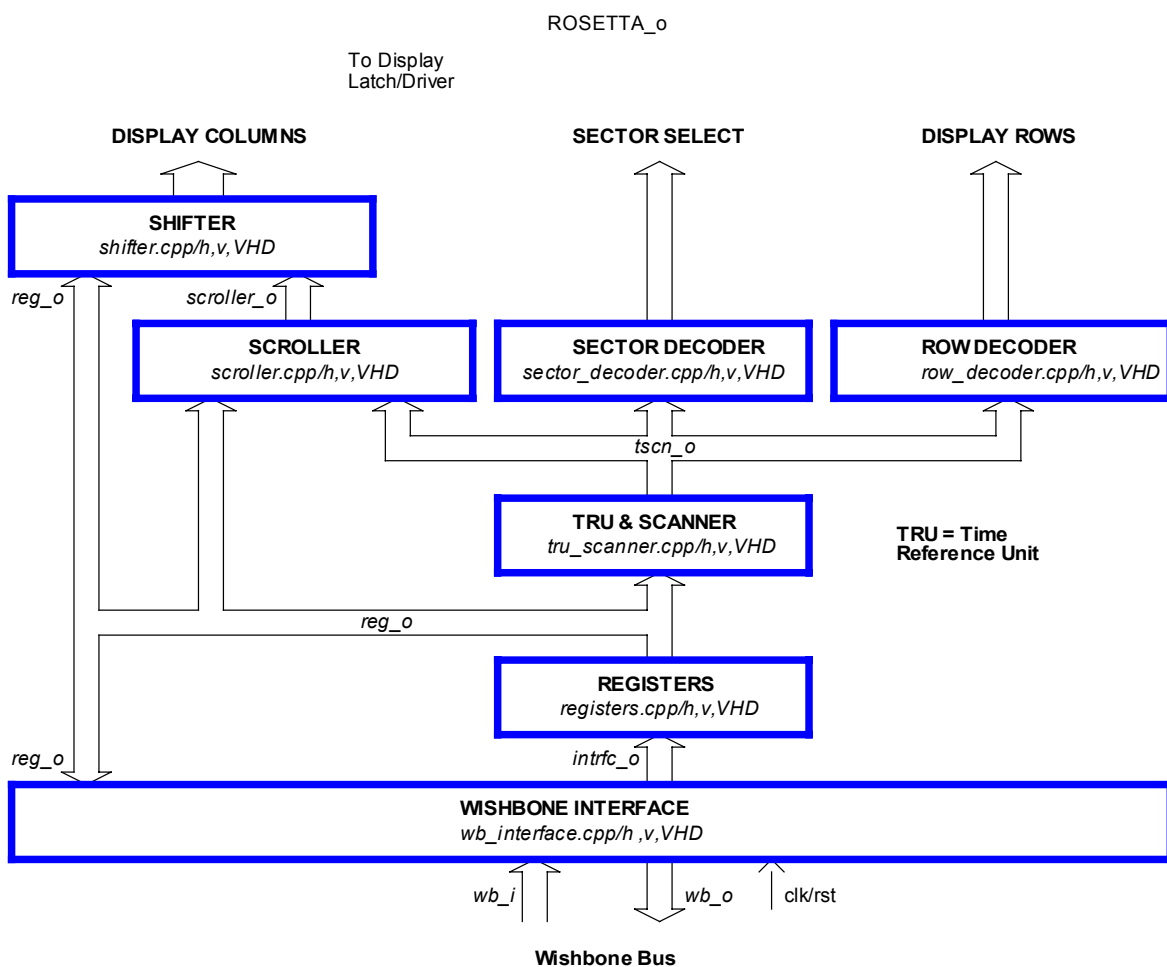 ROSETTA_o
To Display
Latch/Driver
DISPLAY COLUMNS
SECTOR SELECT
DISPLAY ROWS
SHIFTER
shifter.cpp/h,v,VHD
reg_o
scroller_o
SCROLLER
scroller.cpp/h,v,VHD
SECTOR DECODER
sector_decoder.cpp/h,v,VHD
ROW DECODER
row_decoder.cpp/h,v,VHD
tscn_o
TRU & SCANNER
tru_scanner.cpp/h,v,VHD
TRU = Time
Reference Unit
reg_o
REGISTERS
registers.cpp/h,v,VHD
reg_o
intrfc_o
WISHBONE INTERFACE
wb_interface.cpp/h ,v,VHD
wb_i
wb_o
clk/rst
Wishbone Bus